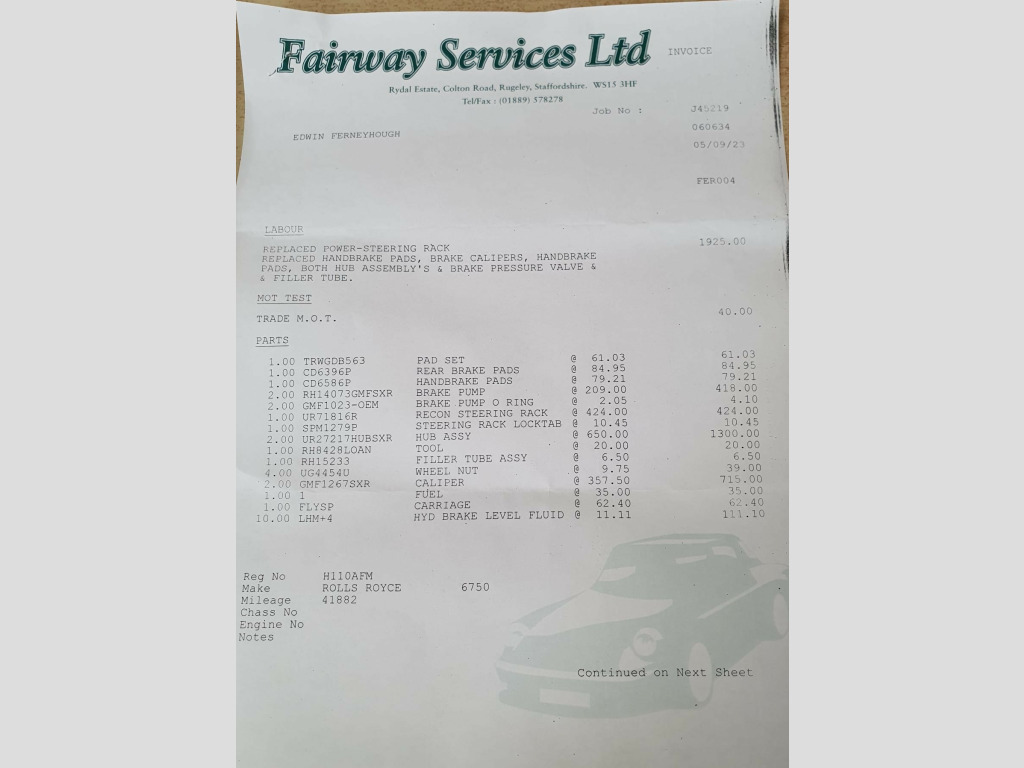 Fairway Services Ltd INVOICE
Rydal Estate, Colton Road, Rugeley, Staffordshire. WS15 3HF
Tel/Fax : (01889) 578278
Job No : J45219
060634
EDWIN FERNEYHOUGH
05/09/23
FER004
LABOUR
REPLACED POWER-STEERING RACK 1925.00
REPLACED HANDBRAKE PADS, BRAKE CALIPERS, HANDBRAKE
PADS, BOTH HUB ASSEMBLY'S & BRAKE PRESSURE VALVE &
& FILLER TUBE.
MOT TEST
TRADE M.O.T. 40.00
PARTS
1.00 TRWGDB563 PAD SET @ 61.03 61.03
1.00 CD6396P REAR BRAKE PADS @ 84.95 84.95
1.00 CD6586P HANDBRAKE PADS @ 79.21 79.21
2.00 RH14073GMFSXR BRAKE PUMP @ 209.00 418.00
2.00 GMF1023-OEM BRAKE PUMP O RING @ 2.05 4.10
1.00 UR71816R RECON STEERING RACK @ 424.00 424.00
1.00 SPM1279P STEERING RACK LOCKTAB @ 10.45 10.45
2.00 UR27217HUBSXR HUB ASSY @ 650.00 1300.00
1.00 RH8428LOAN TOOL @ 20.00 20.00
1.00 RH15233 FILLER TUBE ASSY @ 6.50 6.50
4.00 UG4454U WHEEL NUT @ 9.75 39.00
2.00 GMF1267SXR CALIPER @ 357.50 715.00
1.00 1 FUEL @ 35.00 35.00
1.00 FLYSP CARRIAGE @ 62.40 62.40
10.00 LHM+4 HYD BRAKE LEVEL FLUID @ 11.11 111.10
Reg No H110AFM
Make ROLLS ROYCE 6750
Mileage 41882
Chass No
Engine No
Notes
Continued on Next Sheet